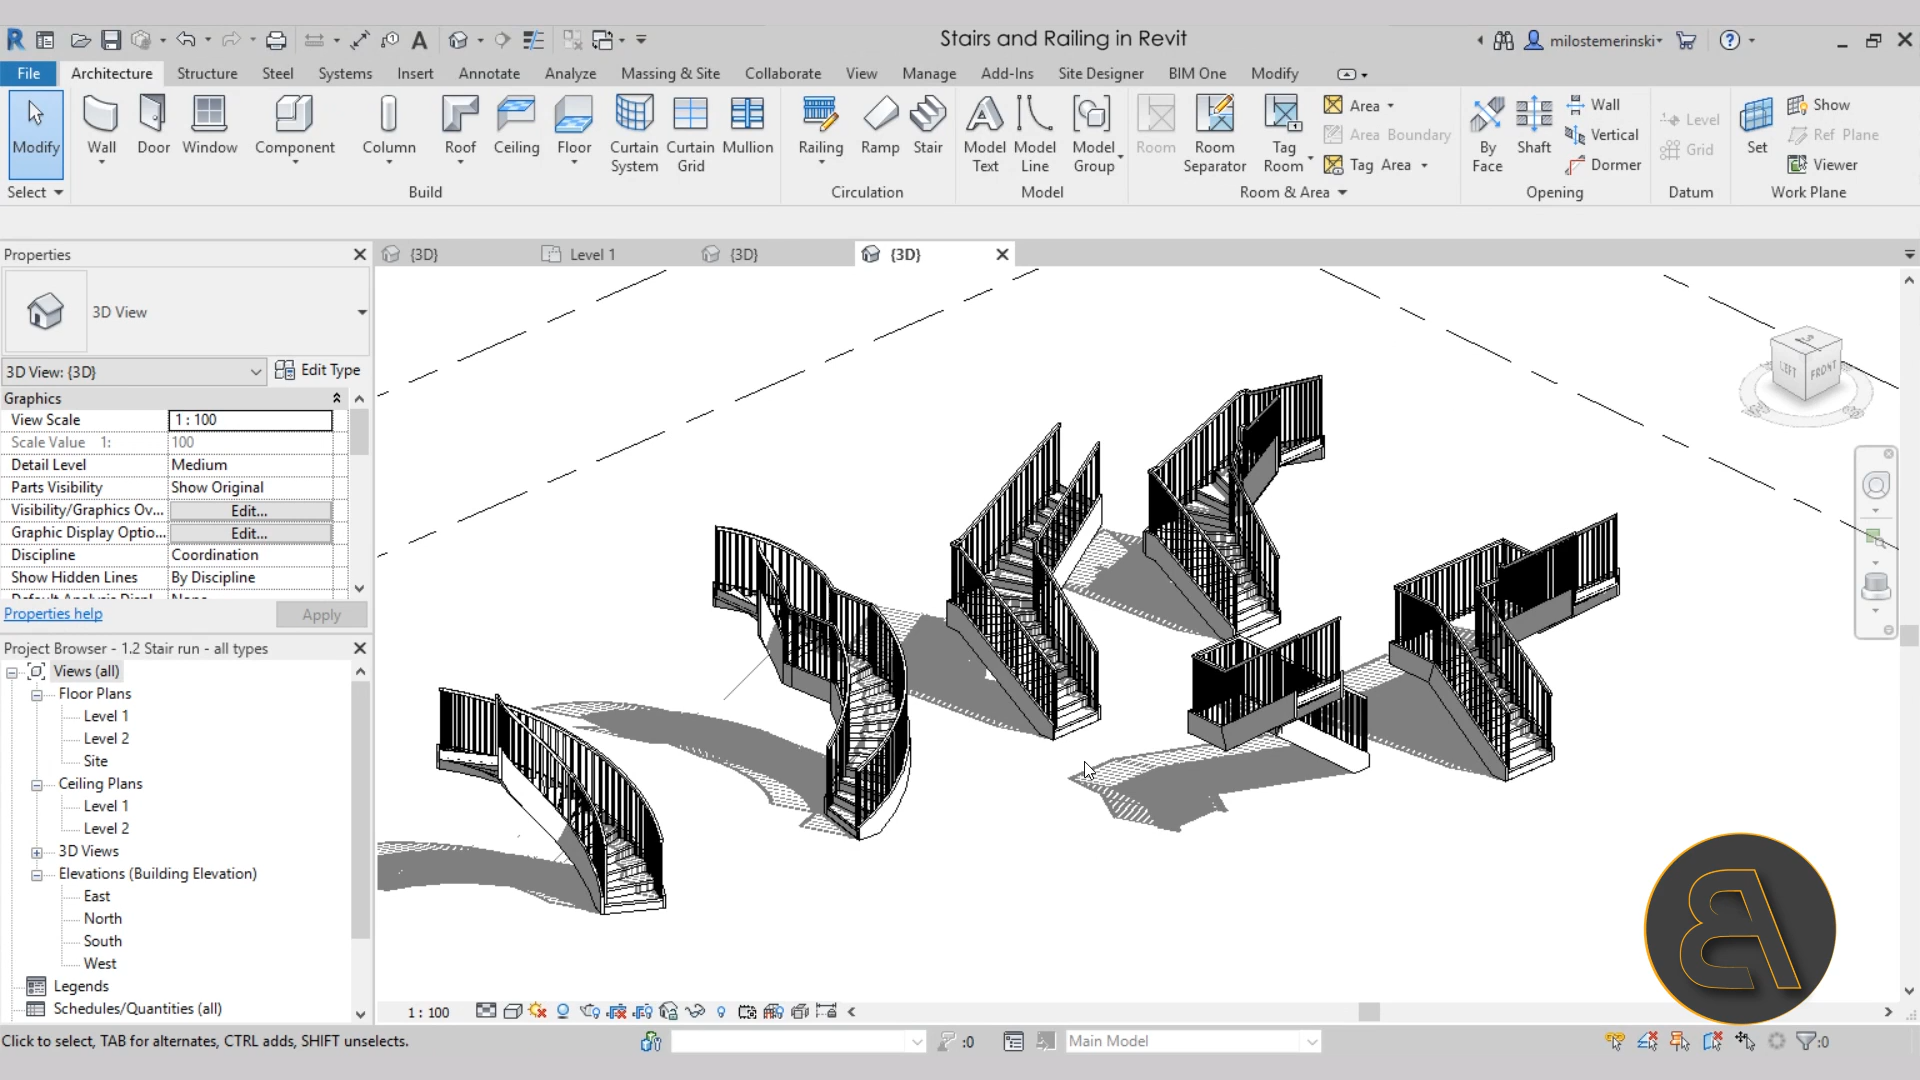 Stairs and Railing in Revit
milostemerinski
File Architecture Structure Steel Systems Insert Annotate Analyze Massing & Site Collaborate View Manage Add-Ins Site Designer BIM One Modify
Modify Wall Door Window Component Column Roof Ceiling Floor Curtain System Curtain Grid Mullion Railing Ramp Stair Model Text Model Line Model Group Room Room Separator Tag Room
Area
Area Boundary
Tag Area
By Face Shaft
Wall
Vertical
Dormer
Level
Grid
Set
Show
Ref Plane
Viewer
Select Build Circulation Model Room & Area Opening Datum Work Plane
Properties
{3D} Level 1 {3D} {3D}
3D View
3D View: {3D} Edit Type
Graphics
View Scale 1 : 100
Scale Value 1: 100
Detail Level Medium
Parts Visibility Show Original
Visibility/Graphics Ov... Edit...
Graphic Display Optio... Edit...
Discipline Coordination
Show Hidden Lines By Discipline
Properties help Apply
LEFT FRONT
Project Browser - 1.2 Stair run - all types
Views (all)
Floor Plans
Level 1
Level 2
Site
Ceiling Plans
Level 1
Level 2
3D Views
Elevations (Building Elevation)
East
North
South
West
Legends
Schedules/Quantities (all)
1 : 100
Click to select, TAB for alternates, CTRL adds, SHIFT unselects. :0 Main Model :0